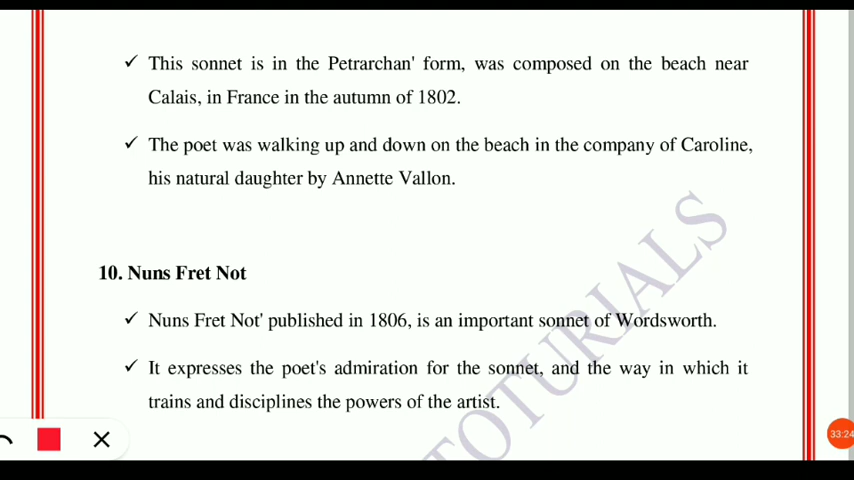 ✓ This sonnet is in the Petrarchan' form, was composed on the beach near
Calais, in France in the autumn of 1802.
✓ The poet was walking up and down on the beach in the company of Caroline,
his natural daughter by Annette Vallon.
10. Nuns Fret Not
✓ Nuns Fret Not' published in 1806, is an important sonnet of Wordsworth.
✓ It expresses the poet's admiration for the sonnet, and the way in which it
trains and disciplines the powers of the artist.
TOTURIALS
33:24